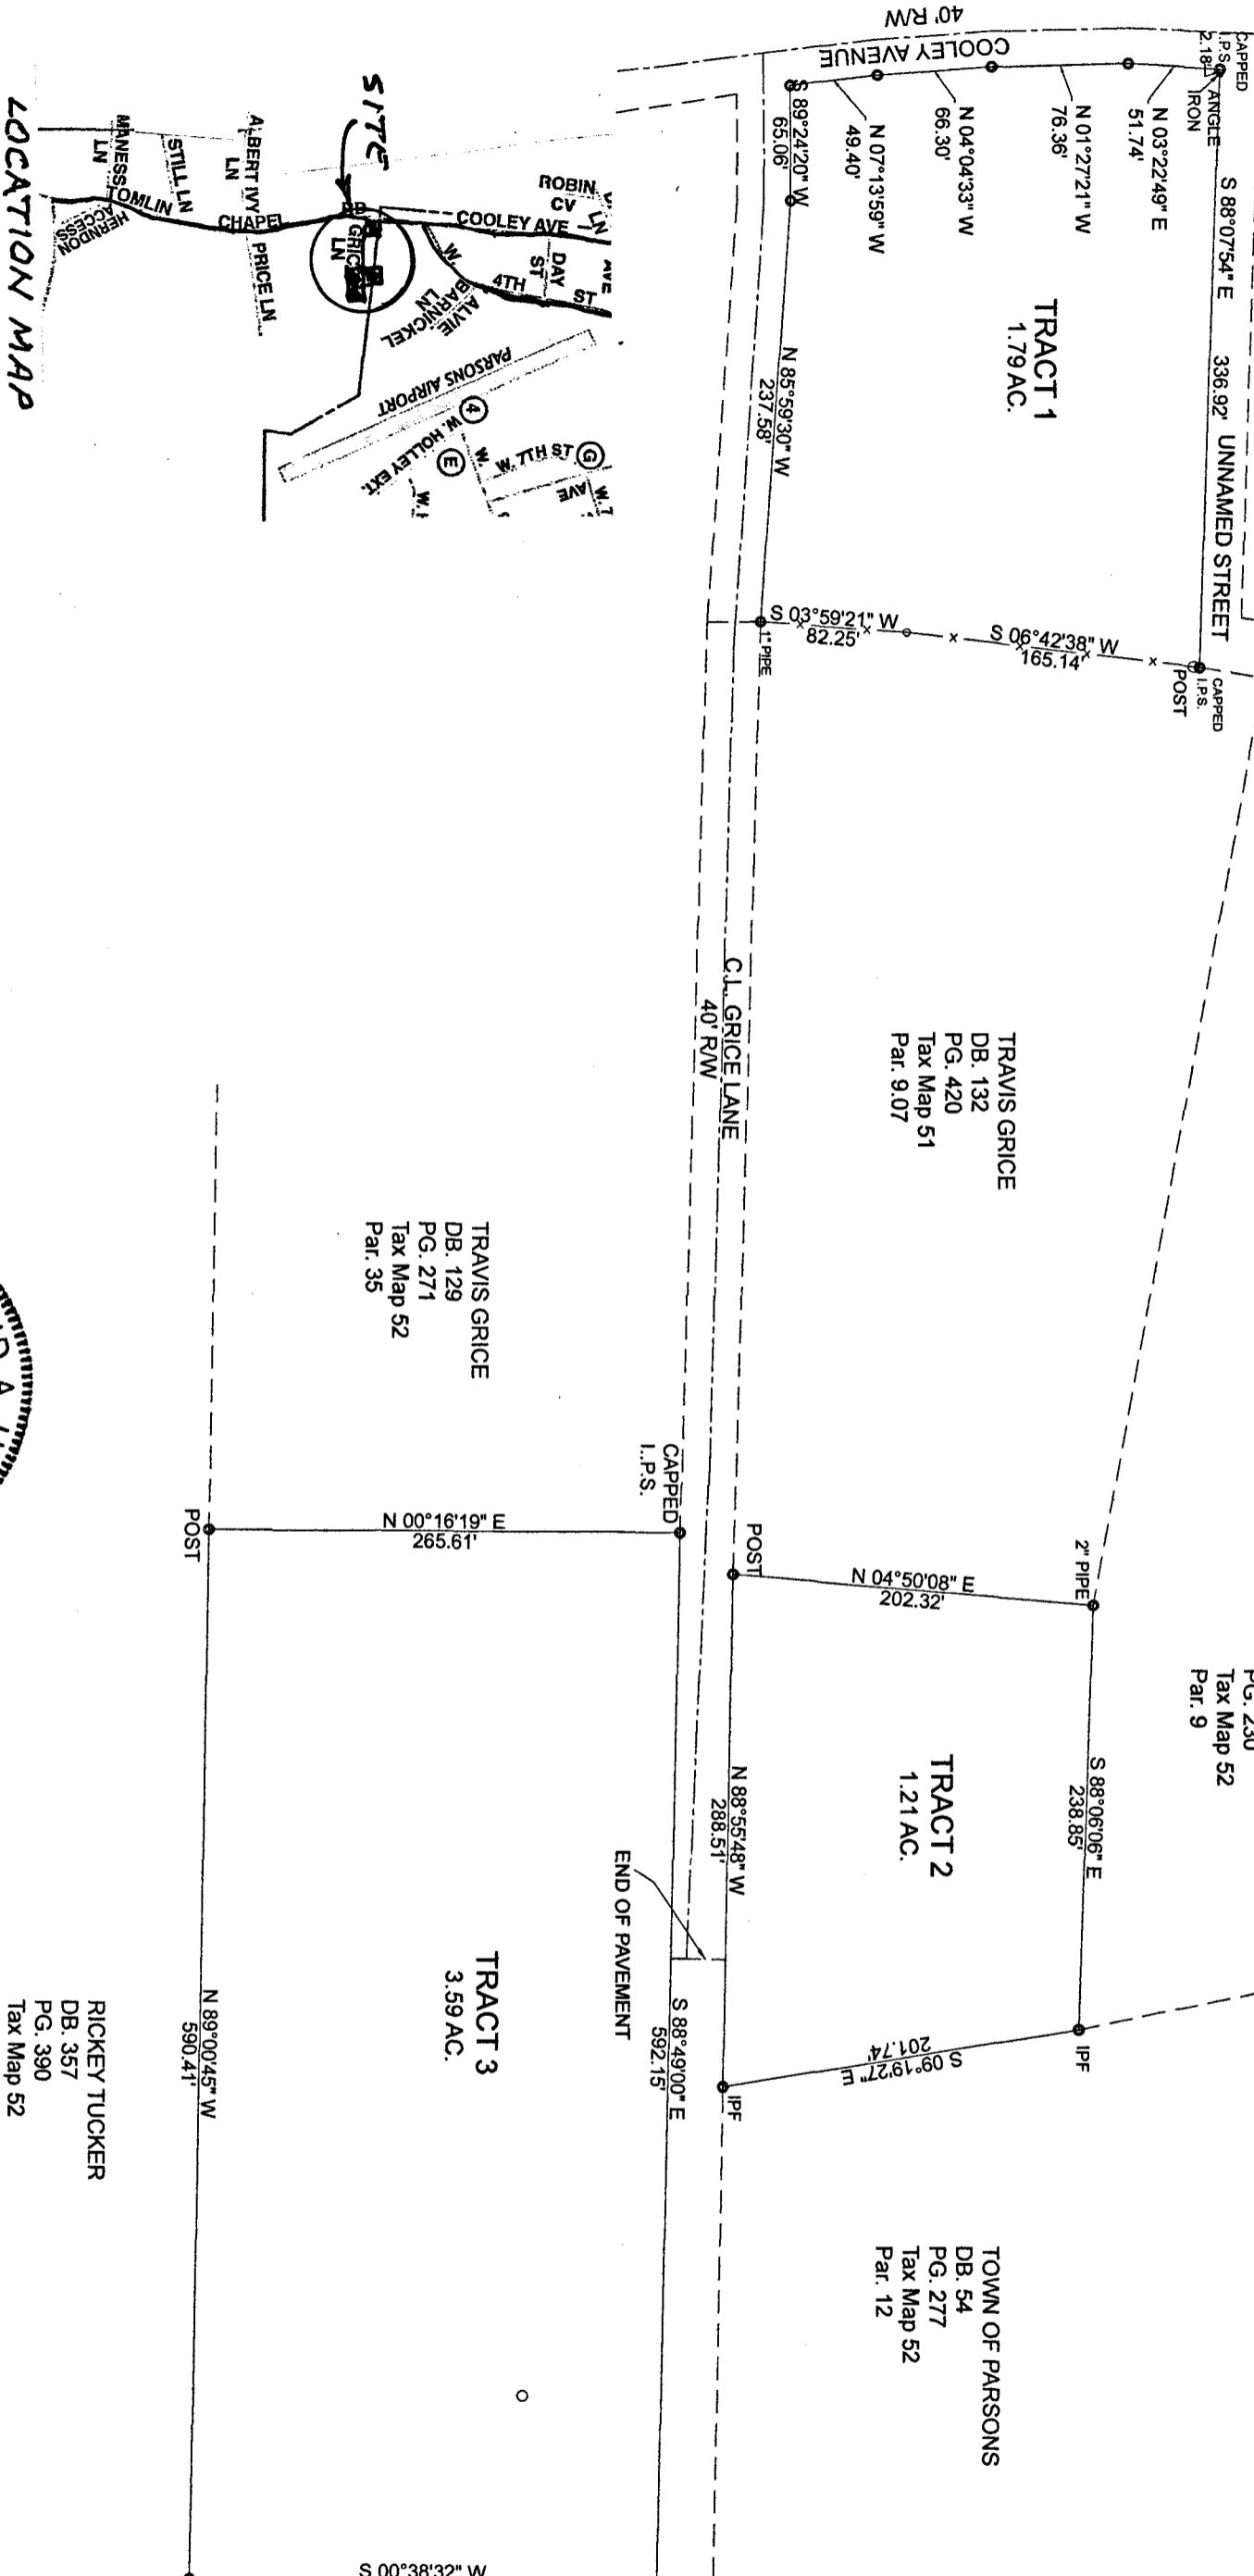 40' R/W
COOLEY AVENUE
CAPPED
I.P.S.
2.18'
ANGLE
IRON
S 88°07'54" E 336.92' UNNAMED STREET
N 03°22'49" E
51.74'
N 01°27'21" W
76.36'
N 04°04'33" W
66.30'
N 07°13'59" W
49.40'
S 89°24'20" W
65.06'
TRACT 1
1.79 AC.
N 85°59'30" W
237.58'
S 03°59'21" W
82.25'
S 06°42'38" W
165.14'
1" PIPE
POST
CAPPED
I.P.S.
SITE
LOCATION MAP
MANESS
LN
STILL LN
ALBERT IVY
LN
TOMLIN
CHAPEL
HERNDON
ACCESS
PRICE LN
GRICE
LN
COOLEY AVE
ROBIN
CV
LN
AVE
DAY
ST
W.
4TH
ST
ALVIE
BARNICKEL
LN
PARSONS AIRPORT
W. HOLLEY EXT.
4
E
W.
W. 7TH ST
G
AVE
W. 7
W. H
TRAVIS GRICE
DB. 132
PG. 420
Tax Map 51
Par. 9.07
C.L. GRICE LANE
40' R/W
TRAVIS GRICE
DB. 129
PG. 271
Tax Map 52
Par. 35
PG. 230
Tax Map 52
Par. 9
CAPPED
I..P.S.
POST
N 00°16'19" E
265.61'
POST
2" PIPE
N 04°50'08" E
202.32'
S 88°06'06" E
238.85'
TRACT 2
1.21 AC.
N 88°55'48" W
288.51'
END OF PAVEMENT
IPF
S 09°19'27" E
201.74'
IPF
TRACT 3
3.59 AC.
S 88°49'00" E
592.15'
N 89°00'45" W
590.41'
RICKEY TUCKER
DB. 357
PG. 390
Tax Map 52
TOWN OF PARSONS
DB. 54
PG. 277
Tax Map 52
Par. 12
S 00°38'32" W